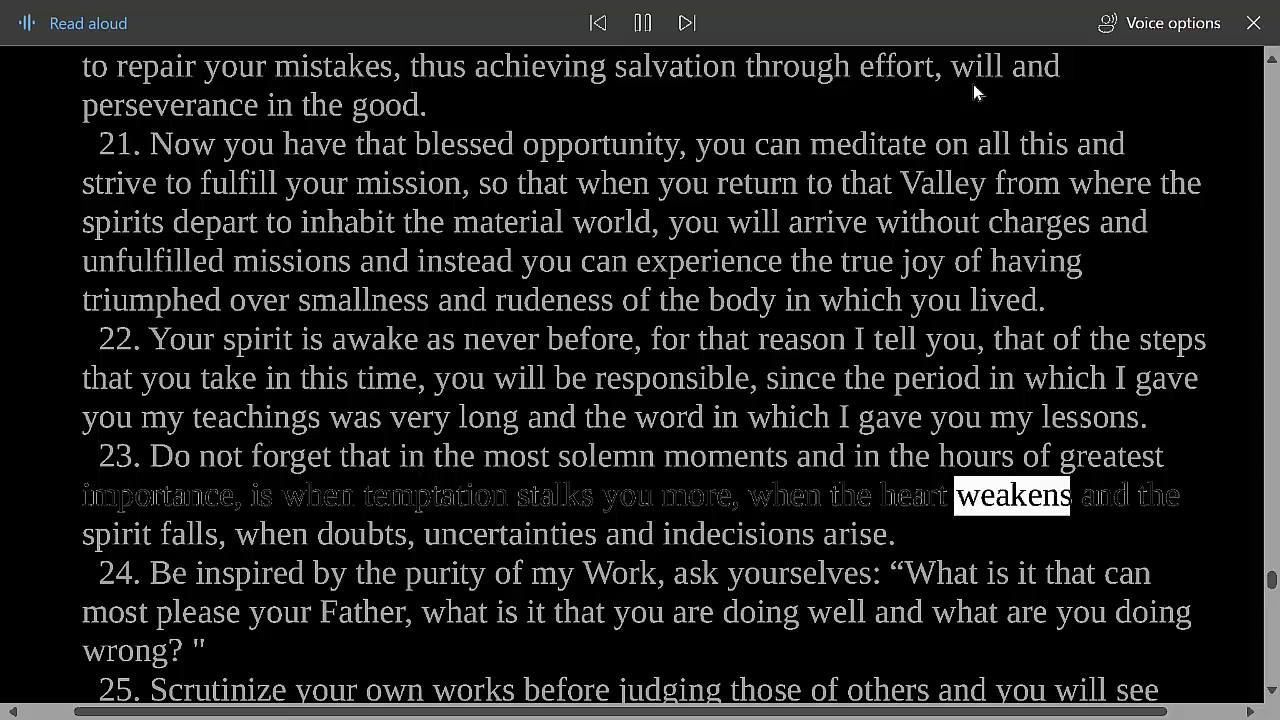 Read aloud
Voice options
to repair your mistakes, thus achieving salvation through effort, will and
perseverance in the good.
21. Now you have that blessed opportunity, you can meditate on all this and
strive to fulfill your mission, so that when you return to that Valley from where the
spirits depart to inhabit the material world, you will arrive without charges and
unfulfilled missions and instead you can experience the true joy of having
triumphed over smallness and rudeness of the body in which you lived.
22. Your spirit is awake as never before, for that reason I tell you, that of the steps
that you take in this time, you will be responsible, since the period in which I gave
you my teachings was very long and the word in which I gave you my lessons.
23. Do not forget that in the most solemn moments and in the hours of greatest
importance, is when temptation stalks you more, when the heart weakens and the
spirit falls, when doubts, uncertainties and indecisions arise.
24. Be inspired by the purity of my Work, ask yourselves: “What is it that can
most please your Father, what is it that you are doing well and what are you doing
wrong? "
25. Scrutinize your own works before judging those of others and you will see